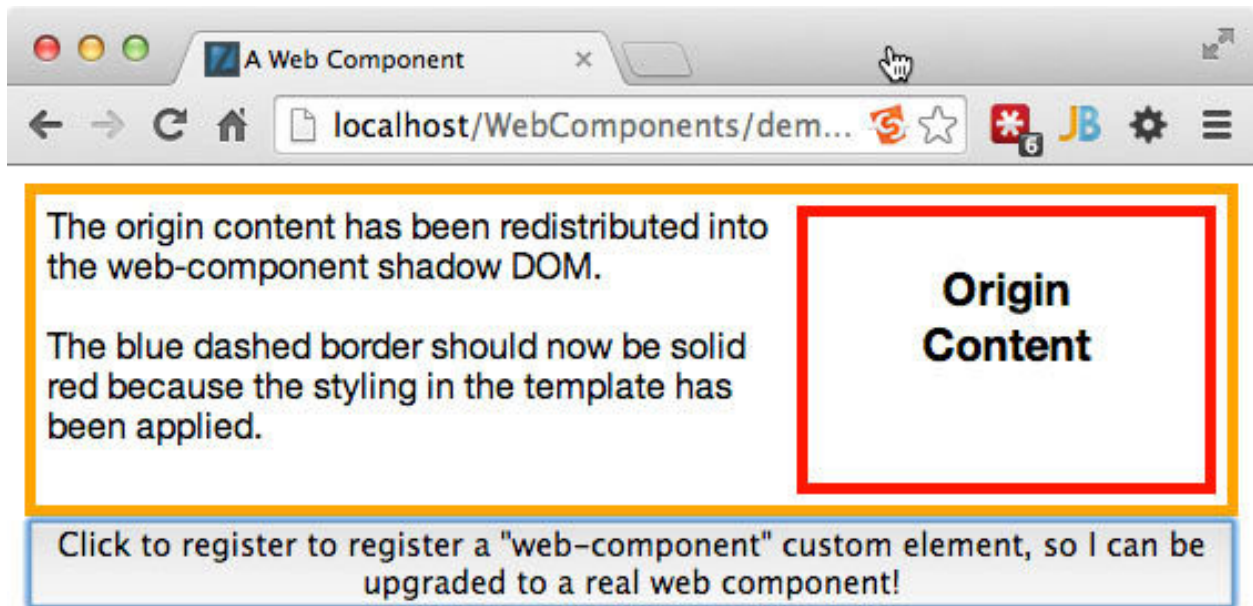 A Web Component
localhost/WebComponents/dem...
6
JB
The origin content has been redistributed into
the web-component shadow DOM.
The blue dashed border should now be solid
red because the styling in the template has
been applied.
Origin
Content
Click to register to register a "web-component" custom element, so I can be
upgraded to a real web component!